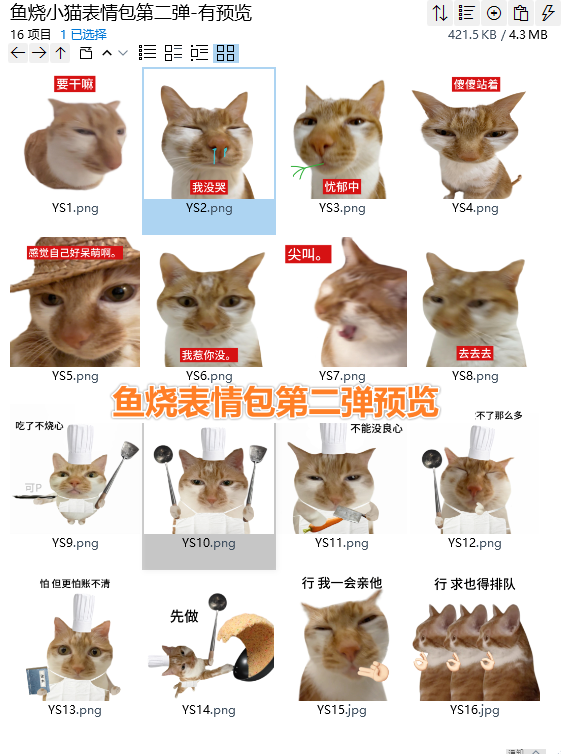 鱼烧小猫表情包第二弹-有预览
16 项目 1 已选择
421.5 KB / 4.3 MB
要干嘛
我没哭
忧郁中
傻傻站着
YS1.png
YS2.png
YS3.png
YS4.png
感觉自己好呆萌啊。
我惹你没。
尖叫。
去去去
YS5.png
YS6.png
YS7.png
YS8.png
鱼烧表情包第二弹预览
吃了不烧心
可P
不能没良心
不了那么多
YS9.png
YS10.png
YS11.png
YS12.png
怕 但更怕账不清
先做
行 我一会亲他
行 求也得排队
YS13.png
YS14.png
YS15.jpg
YS16.jpg